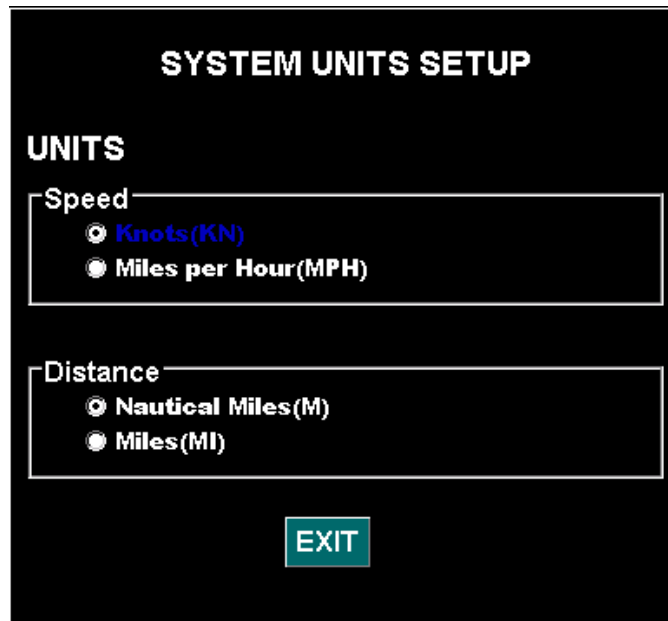 SYSTEM UNITS SETUP
UNITS
Speed
Knots(KN)
Miles per Hour(MPH)
Distance
Nautical Miles(M)
Miles(MI)
EXIT